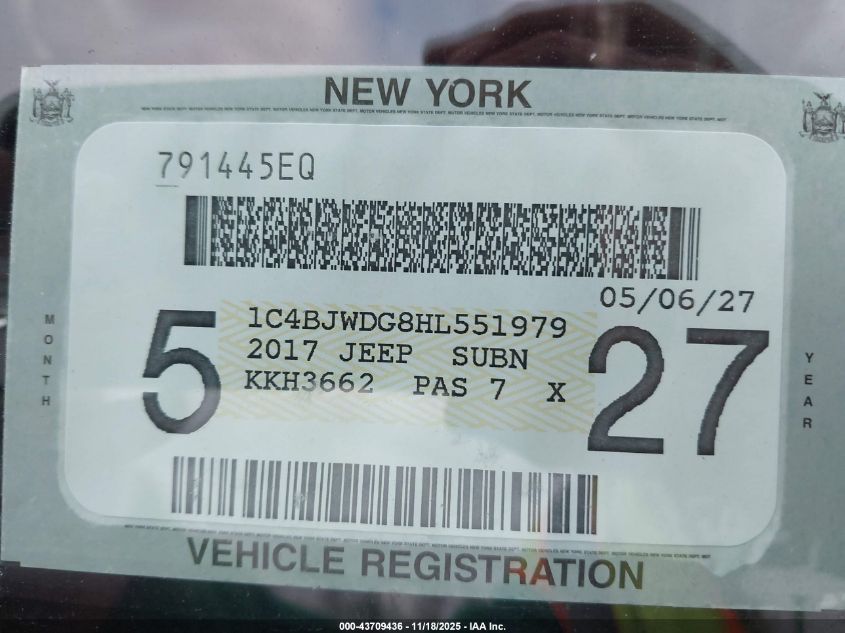 NEW YORK
791445EQ
05/06/27
MONTH
5
1C4BJWDG8HL551979
2017 JEEP SUBN
KKH3662 PAS 7 X
27
YEAR
VEHICLE REGISTRATION
000-43709436 - 11/18/2025 - IAA Inc.